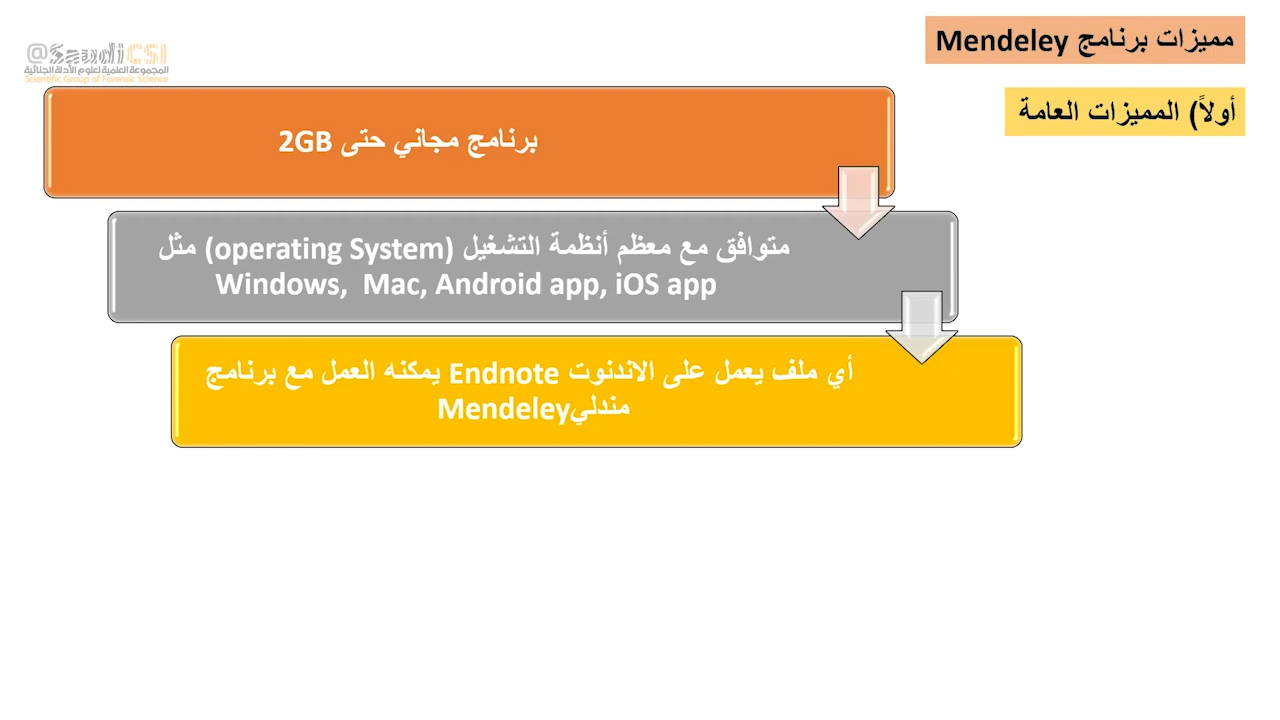 مميزات برنامج Mendeley
@SaudiCSI
المجموعة العلمية لعلوم الأدلة الجنائية
Scientific Group of Forensic Science
أولاً) المميزات العامة
برنامج مجاني حتى 2GB
متوافق مع معظم أنظمة التشغيل (operating System) مثل
Windows,  Mac, Android app, iOS app
أي ملف يعمل على الاندنوت Endnote يمكنه العمل مع برنامج
مندليMendeley